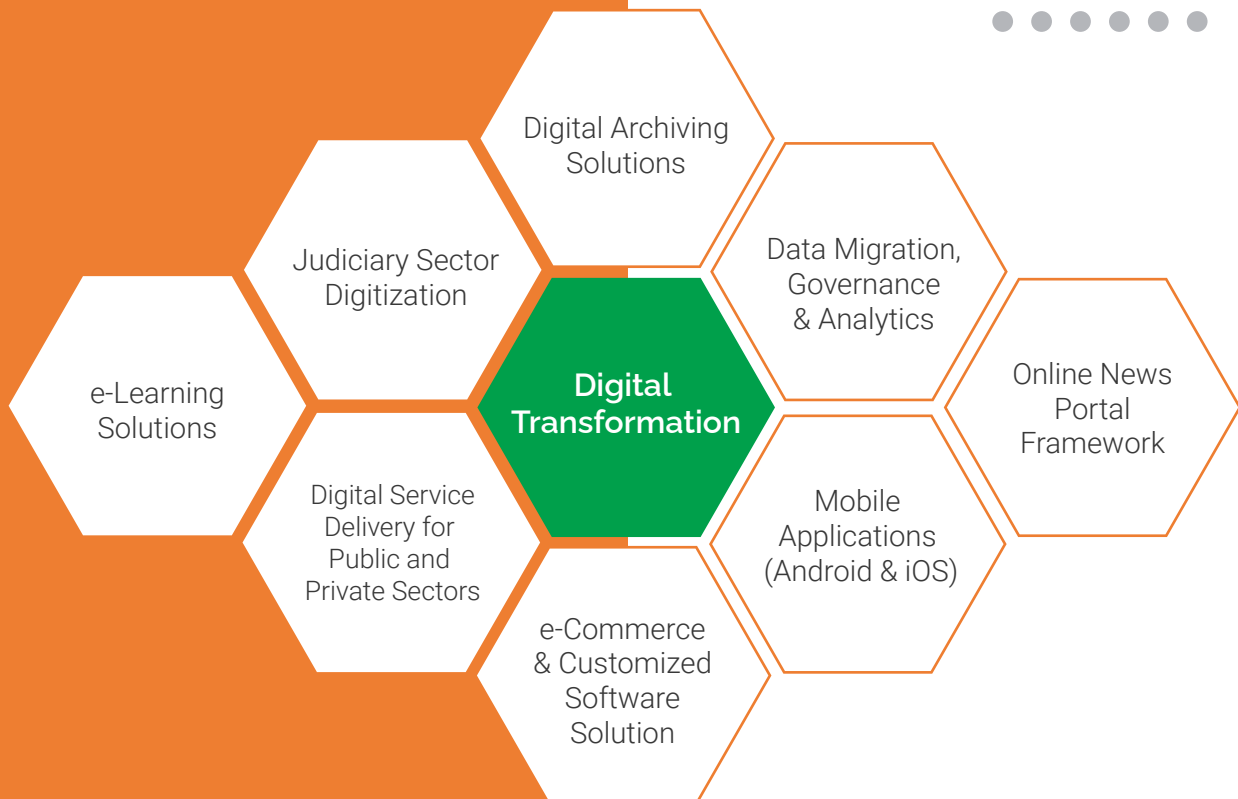 Digital Archiving
Solutions
Judiciary Sector
Digitization
Data Migration,
Governance
& Analytics
e-Learning
Solutions
Digital
Transformation
Online News
Portal
Framework
Digital Service
Delivery for
Public and
Private Sectors
Mobile
Applications
(Android & iOS)
e-Commerce
& Customized
Software
Solution